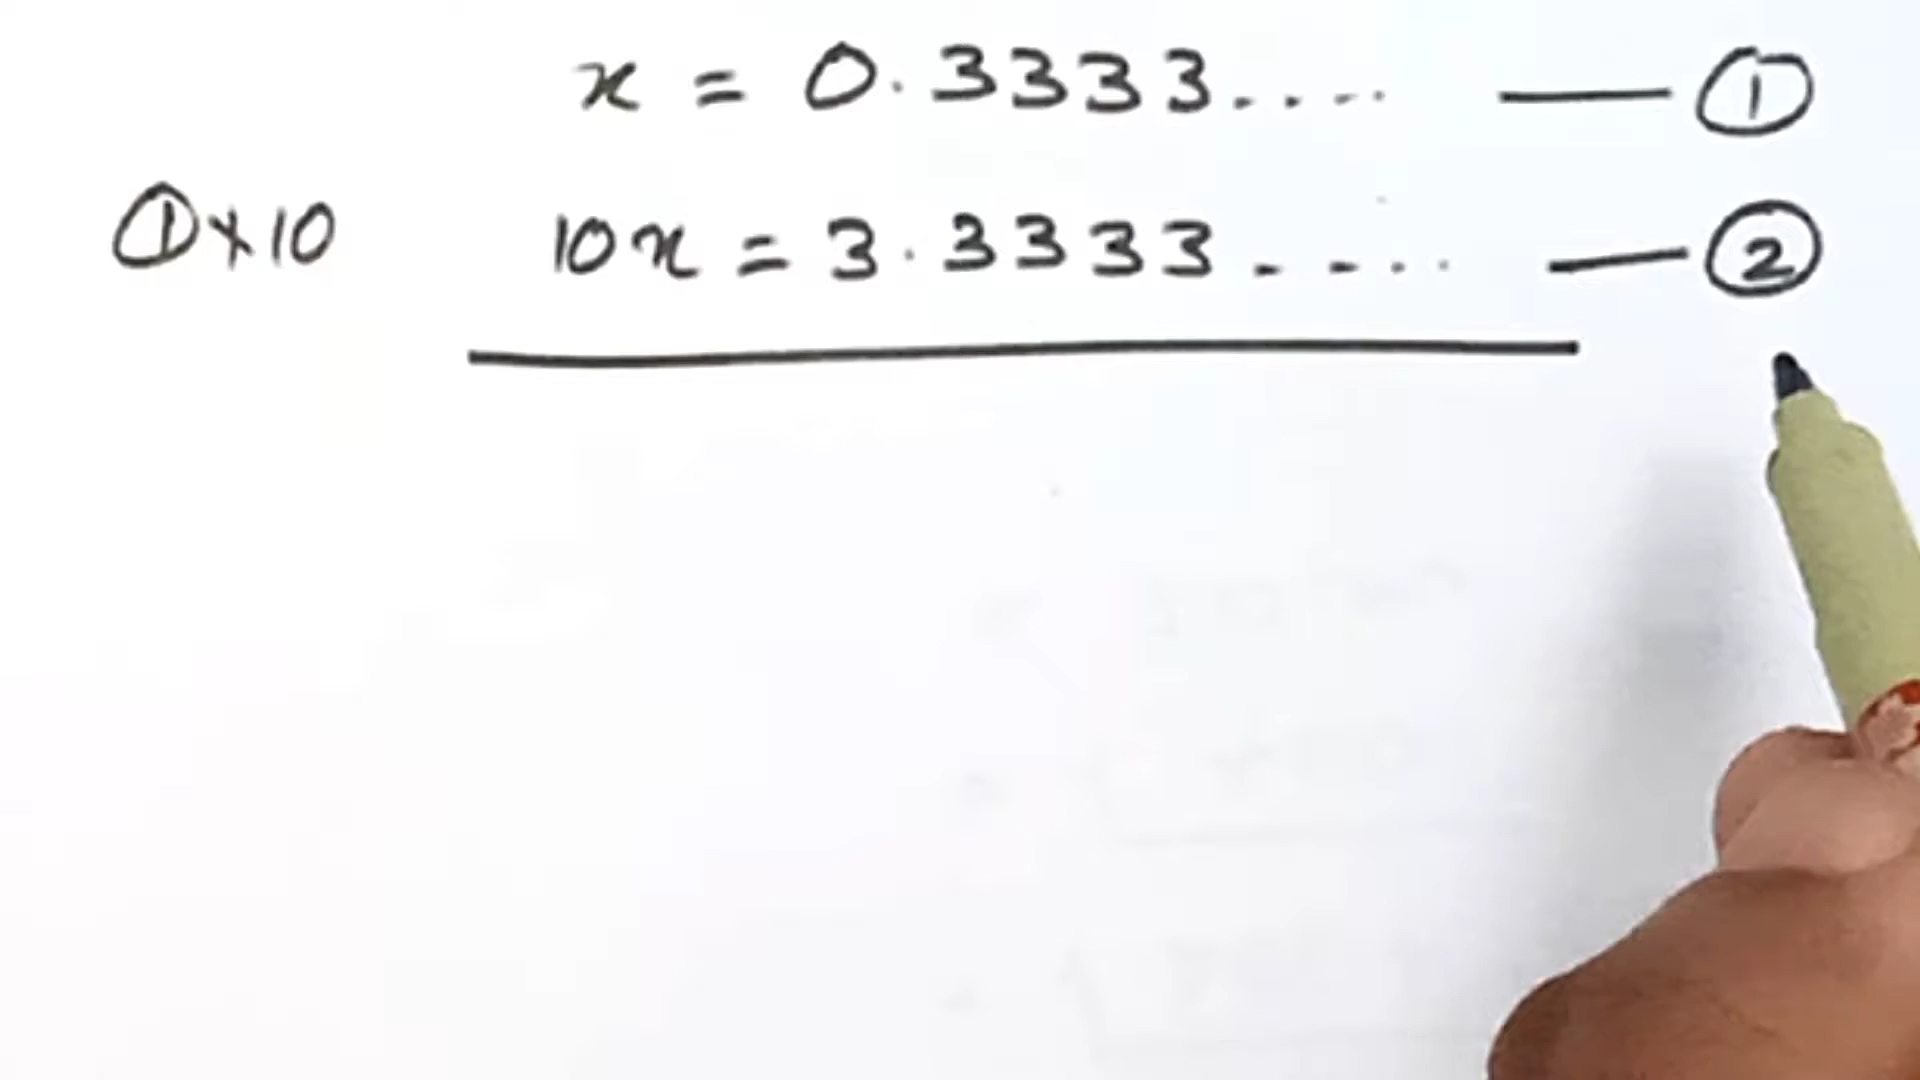 x = 0.3333.... — ①
①×10 10x = 3.3333.... — ②